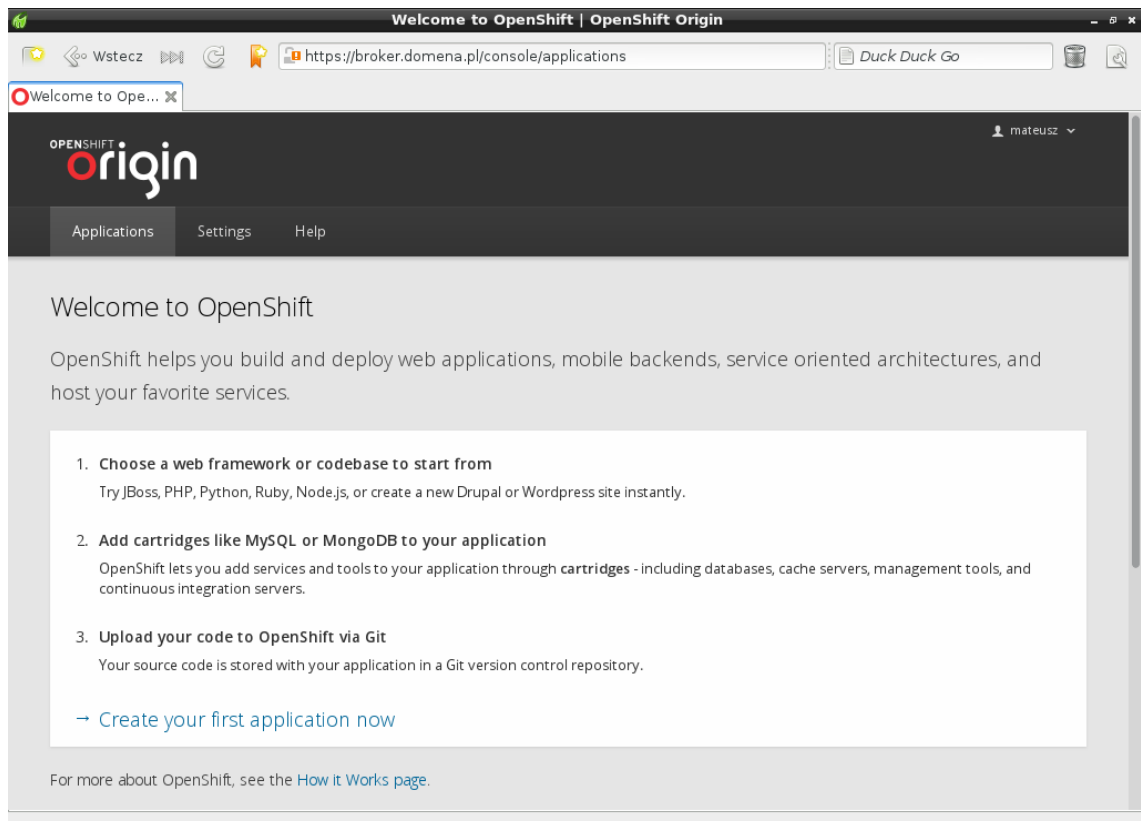 Welcome to OpenShift | OpenShift Origin
Wstecz
https://broker.domena.pl/console/applications
Duck Duck Go
Welcome to Ope...
OPENSHIFT
origin
mateusz
Applications
Settings
Help
Welcome to OpenShift
OpenShift helps you build and deploy web applications, mobile backends, service oriented architectures, and
host your favorite services.
1. Choose a web framework or codebase to start from
Try JBoss, PHP, Python, Ruby, Node.js, or create a new Drupal or Wordpress site instantly.
2. Add cartridges like MySQL or MongoDB to your application
OpenShift lets you add services and tools to your application through cartridges - including databases, cache servers, management tools, and
continuous integration servers.
3. Upload your code to OpenShift via Git
Your source code is stored with your application in a Git version control repository.
→ Create your first application now
For more about OpenShift, see the How it Works page.